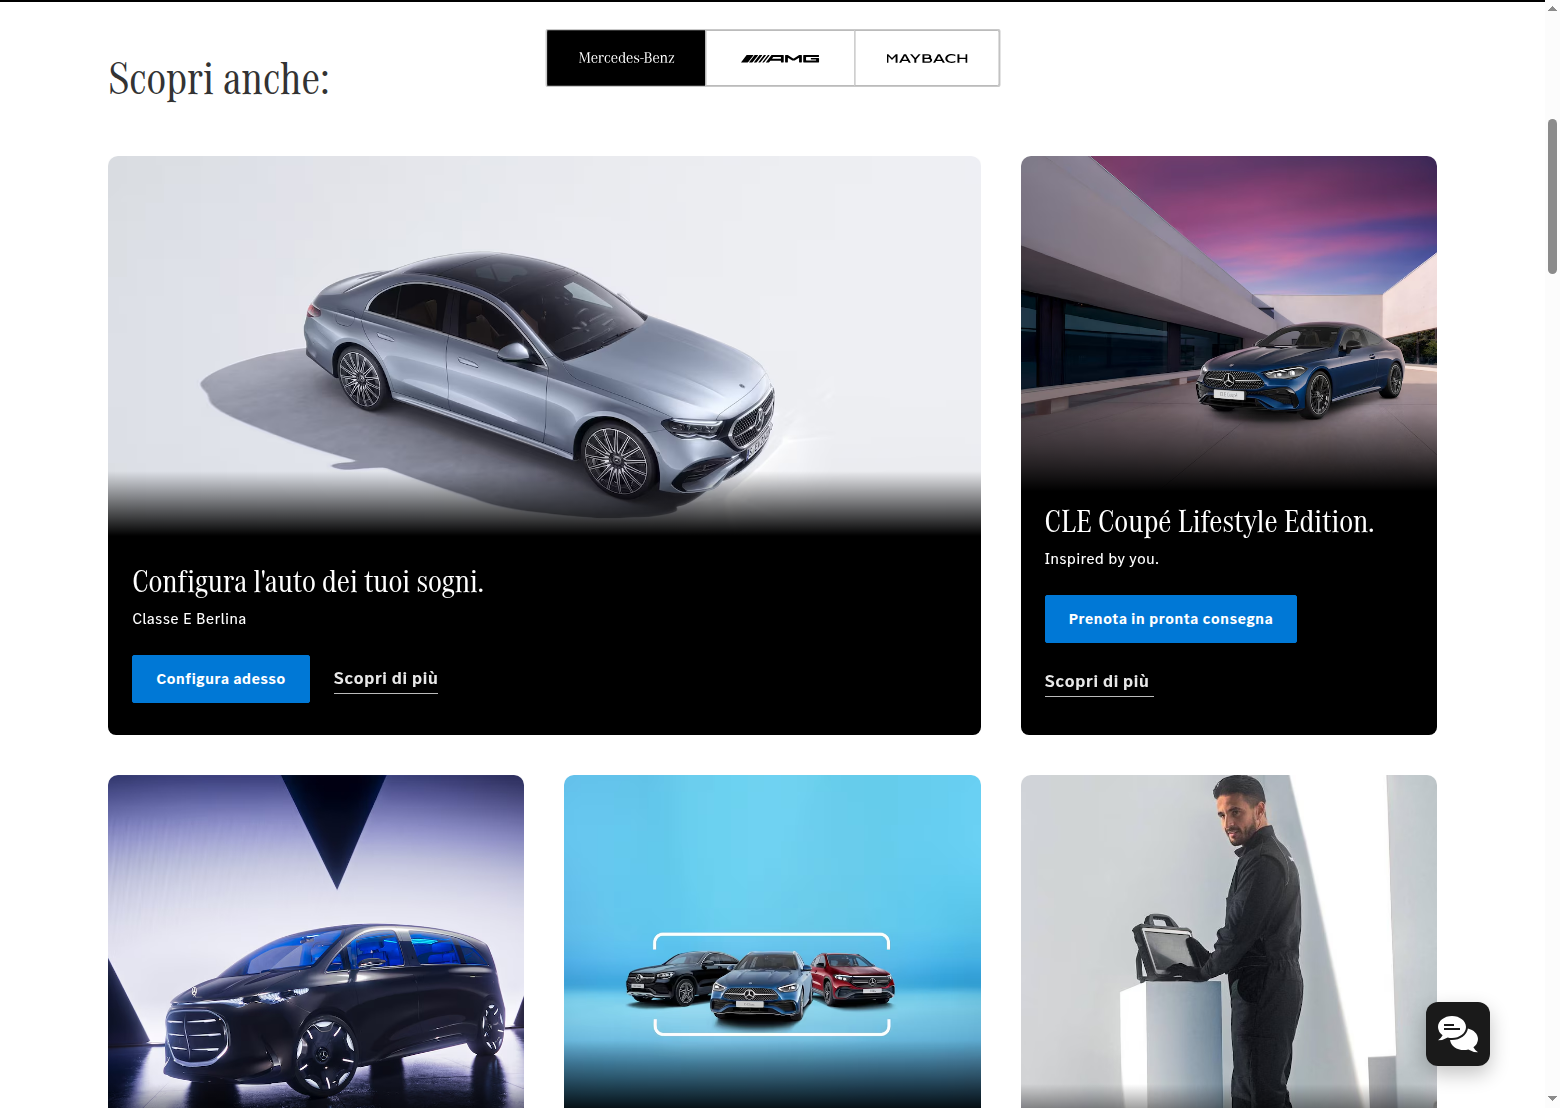 Mercedes-Benz
AMG
MAYBACH
Scopri anche:
Configura l'auto dei tuoi sogni.
Classe E Berlina
Configura adesso
Scopri di più
CLE Coupé Lifestyle Edition.
Inspired by you.
Prenota in pronta consegna
Scopri di più